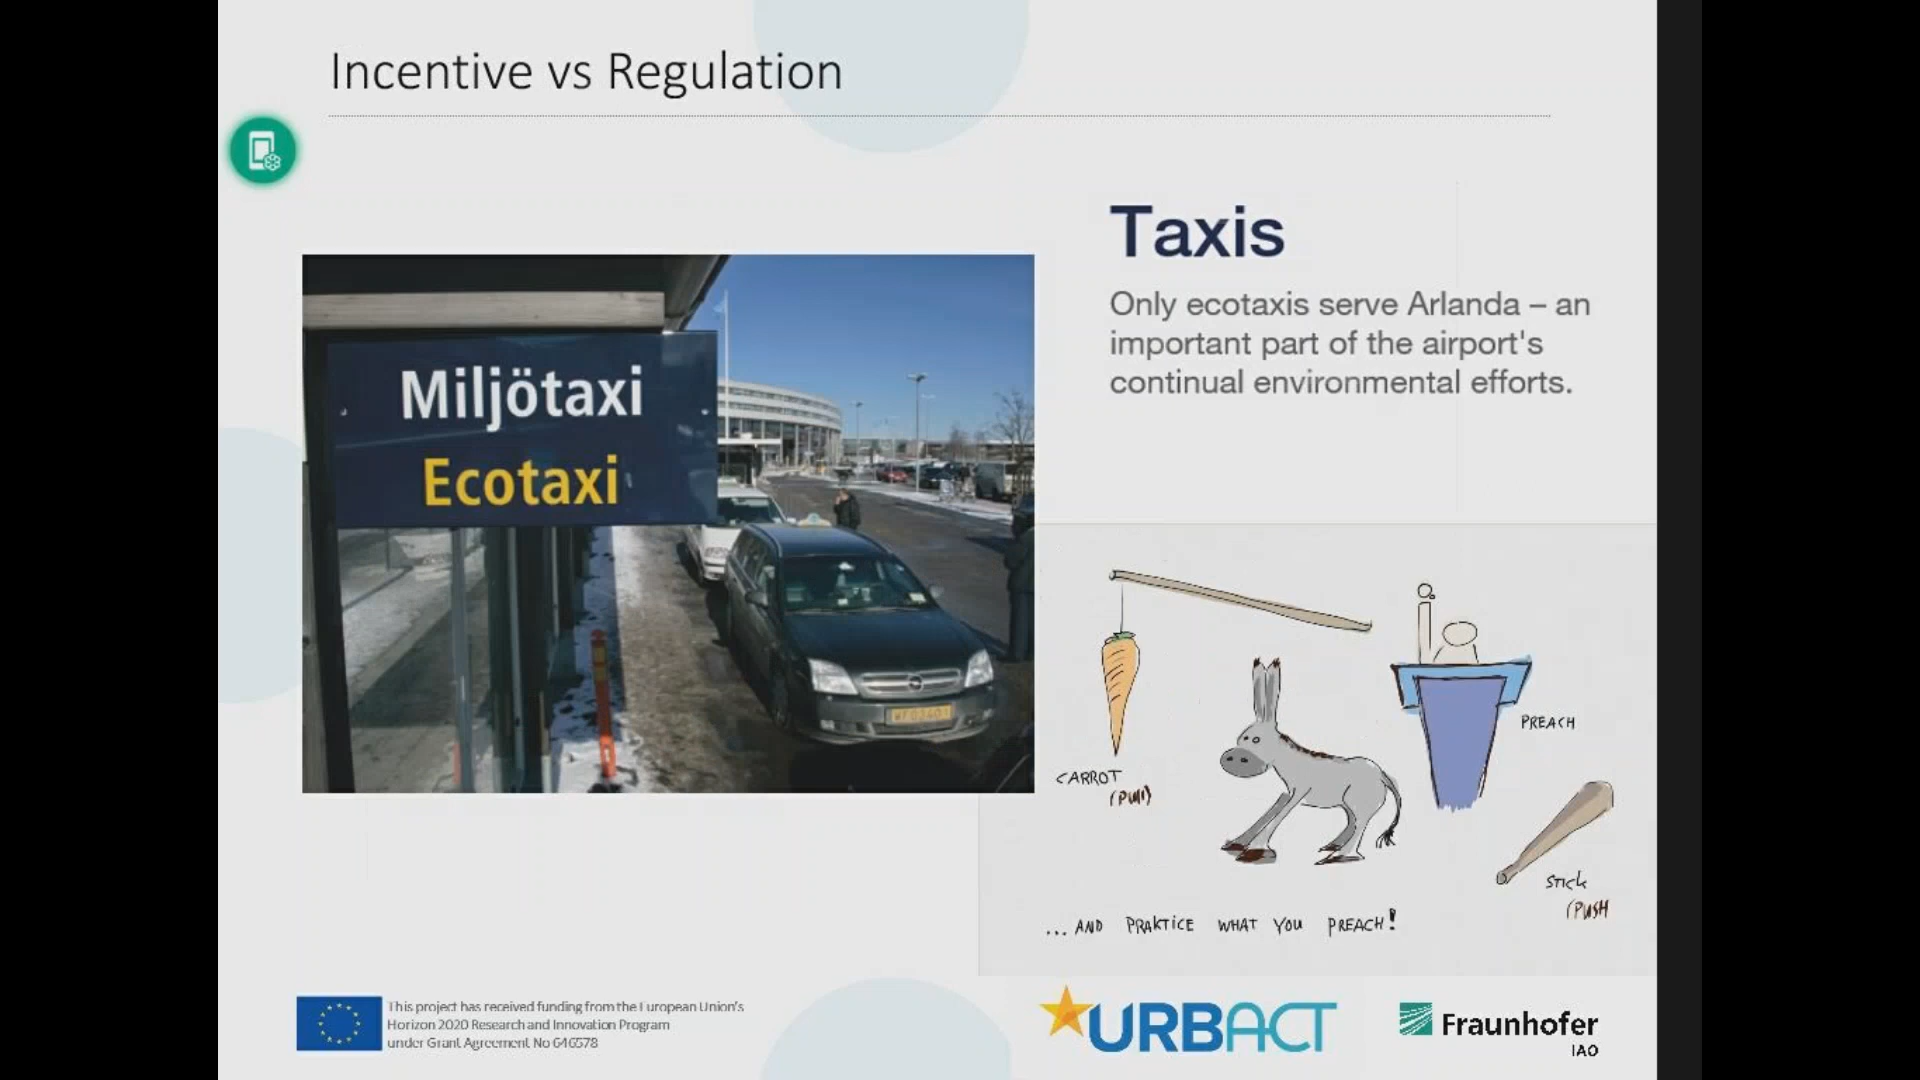 Incentive vs Regulation
Taxis
Only ecotaxis serve Arlanda – an
important part of the airport's
continual environmental efforts.
Miljötaxi
Ecotaxi
CARROT
(PULL)
PREACH
STICK
(PUSH
... AND PRAKTICE WHAT YOU PREACH!
This project has received funding from the European Union's
Horizon 2020 Research and Innovation Program
under Grant Agreement No 646578
URBACT
Fraunhofer
IAO